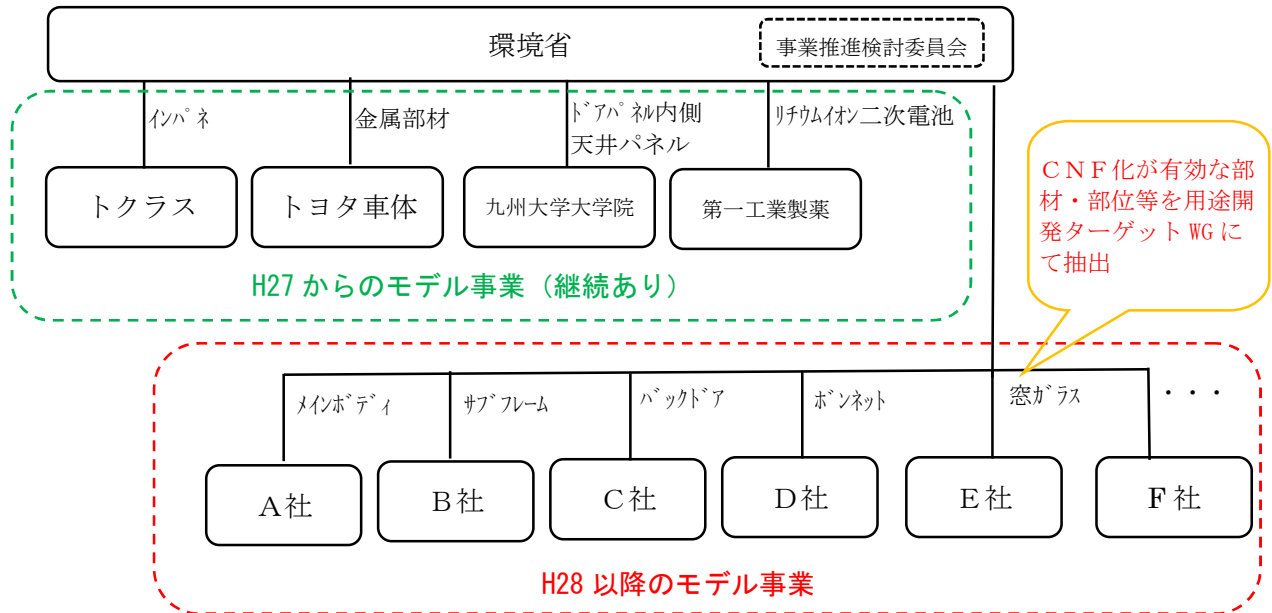 環境省
事業推進検討委員会
インパネ
金属部材
ドアパネル内側
天井パネル
リチウムイオン二次電池
トクラス
トヨタ車体
九州大学大学院
第一工業製薬
H27 からのモデル事業（継続あり）
ＣＮＦ化が有効な部
材・部位等を用途開
発ターゲット WG に
て抽出
メインボディ
サブフレーム
バックドア
ボンネット
窓ガラス
・・・
Ａ社
Ｂ社
Ｃ社
Ｄ社
Ｅ社
Ｆ社
H28 以降のモデル事業